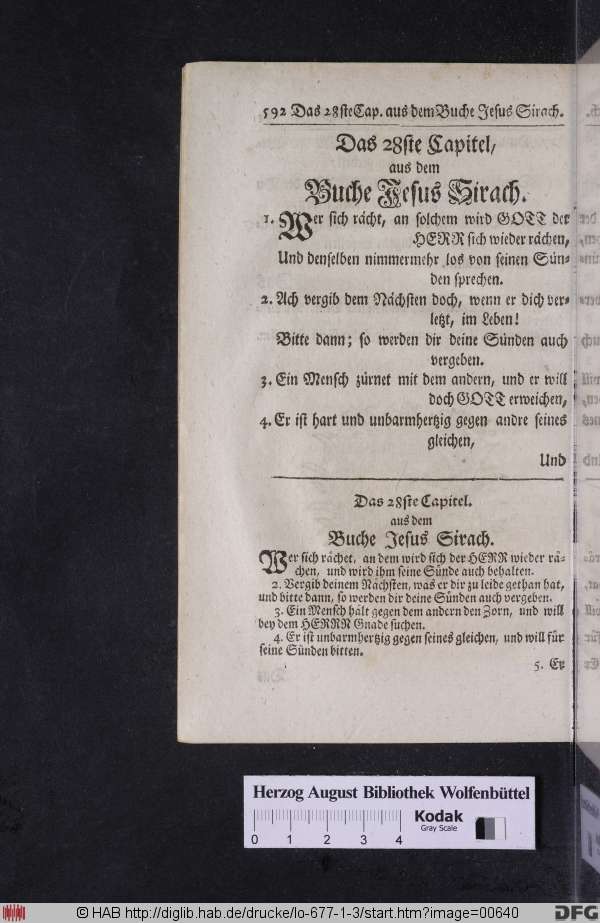 592 Das 28ste Cap. aus dem Buche Jesus Sirach.
Das 28ste Capitel,
aus dem
Buche Jesus Sirach.
1. Wer sich rächt, an solchem wird GOTT der
HERR sich wieder rächen,
Und denselben nimmermehr los von seinen Sün-
den sprechen.
2. Ach vergib dem Nächsten doch, wenn er dich ver-
letzt, im Leben!
Bitte dann; so werden dir deine Sünden auch
vergeben.
3. Ein Mensch zürnet mit dem andern, und er will
doch GOTT erweichen,
4. Er ist hart und unbarmhertzig gegen andre seines
gleichen,
Und
Das 28ste Capitel.
aus dem
Buche Jesus Sirach.
Wer sich rächet, an dem wird sich der HERR wieder rä-
chen, und wird ihm seine Sünde auch behalten.
2. Vergib deinem Nächsten, was er dir zu leide gethan hat,
und bitte dann, so werden dir deine Sünden auch vergeben.
3. Ein Mensch hält gegen dem andern den Zorn, und will
bey dem HERRN Gnade suchen.
4. Er ist unbarmhertzig gegen seines gleichen, und will für
seine Sünden bitten.
5. Er
Herzog August Bibliothek Wolfenbüttel
Kodak
Gray Scale
0 1 2 3 4
© HAB http://diglib.hab.de/drucke/lo-677-1-3/start.htm?image=00640
DFG